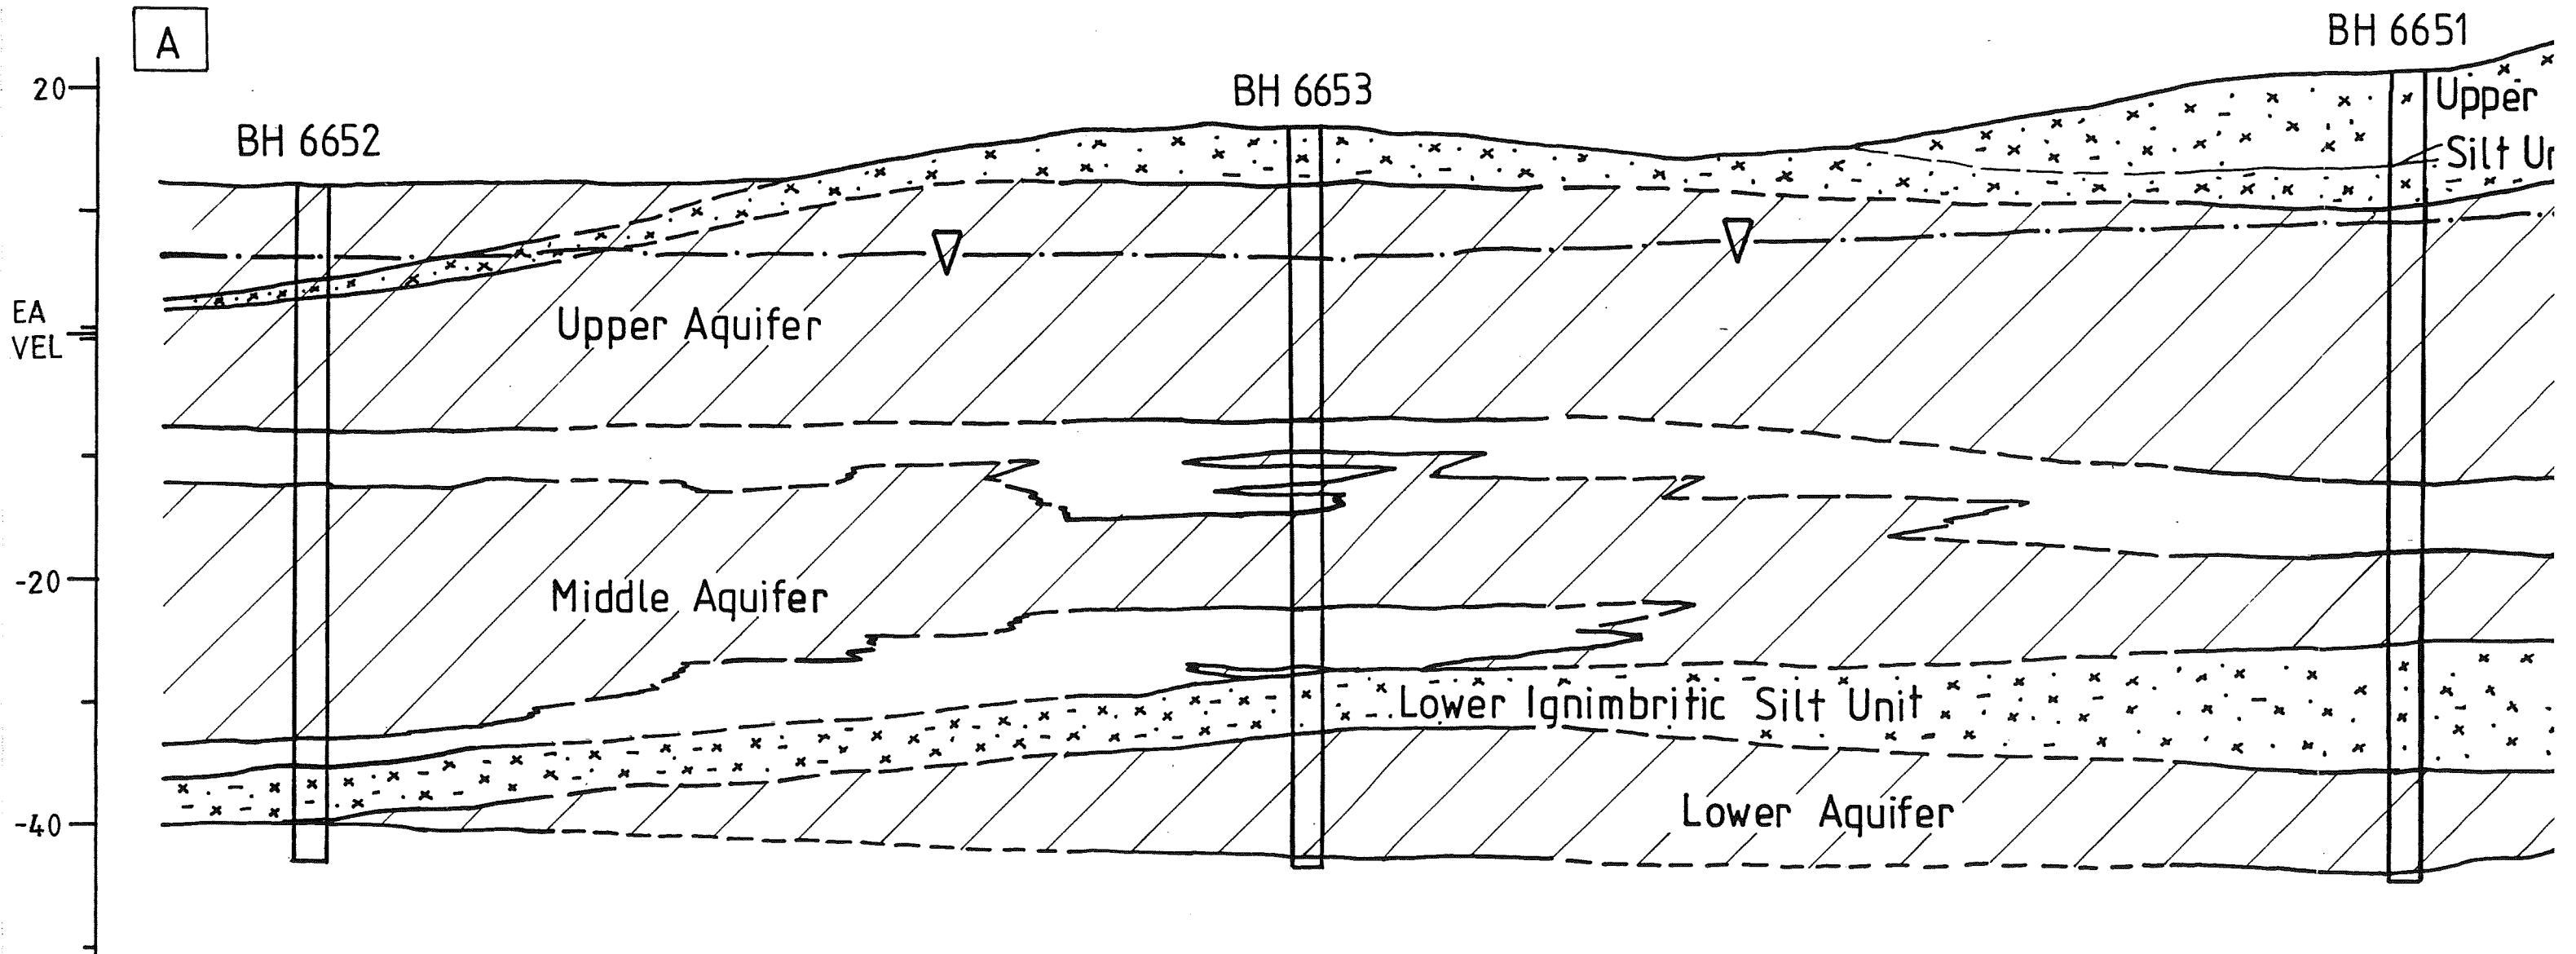 A
BH 6651
20
BH 6653
Upper
BH 6652
Silt
EA
VEL
Upper Aquifer
-20
Middle Aquifer
Lower Ignimbritic Silt Unit
Lower Aquifer
-40